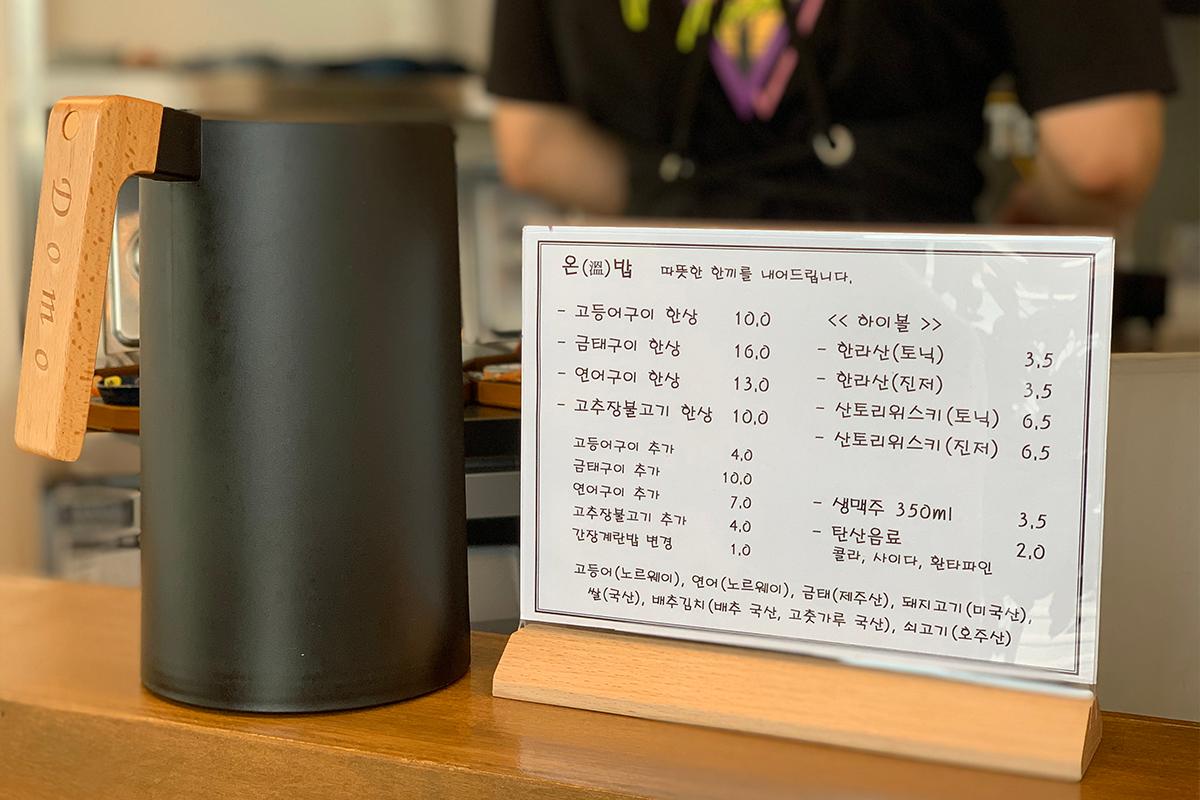 Domo
온(溫)밥 따뜻한 한끼를 내어드립니다.
- 고등어구이 한상 10.0
- 금태구이 한상 16.0
- 연어구이 한상 13.0
- 고추장불고기 한상 10.0
고등어구이 추가 4.0
금태구이 추가 10.0
연어구이 추가 7.0
고추장불고기 추가 4.0
간장계란밥 변경 1.0
<< 하이볼 >>
- 한라산(토닉) 3.5
- 한라산(진저) 3.5
- 산토리위스키(토닉) 6.5
- 산토리위스키(진저) 6.5
- 생맥주 350ml 3.5
- 탄산음료 2.0
콜라, 사이다, 환타파인
고등어(노르웨이), 연어(노르웨이), 금태(제주산), 돼지고기(미국산),
쌀(국산), 배추김치(배추 국산, 고춧가루 국산), 쇠고기(호주산)